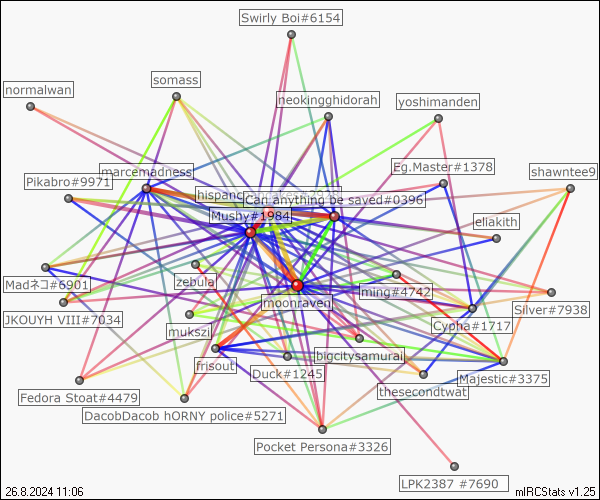 Swirly Boi#6154
somass
normalwan
neokingghidorah
yoshimanden
Eg.Master#1378
marcemadness
shawntee9
Pikabro#9971
Can anything be saved#0396
Mushy#1984
eliakith
Madネコ#6901
zebula
moonraven
ming#4742
Silver#7938
JKOUYH VII#7034
mukszil
Cypha#1717
frisout
bigcitysamurai
Duck#1245
Majestic#3375
thesecondtwat
Fedora Stoat#4479
DacobDacob hORNY police#5271
Pocket Persona#3326
LPK2387 #7690
26.8.2024 11:06
mIRCStats v1.25